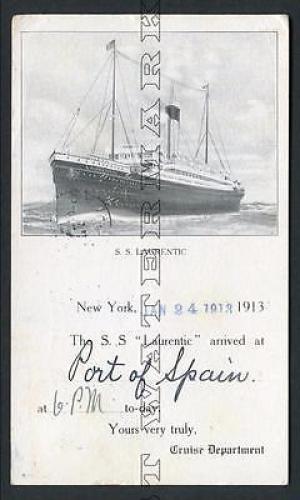 S. S. LAURENTIC
New York, JAN 24 1913 1913
The S. S "Laurentic" arrived at
Port of Spain.
at 6 P.M. to-day.
Yours very truly,
Cruise Department
WATERMARK